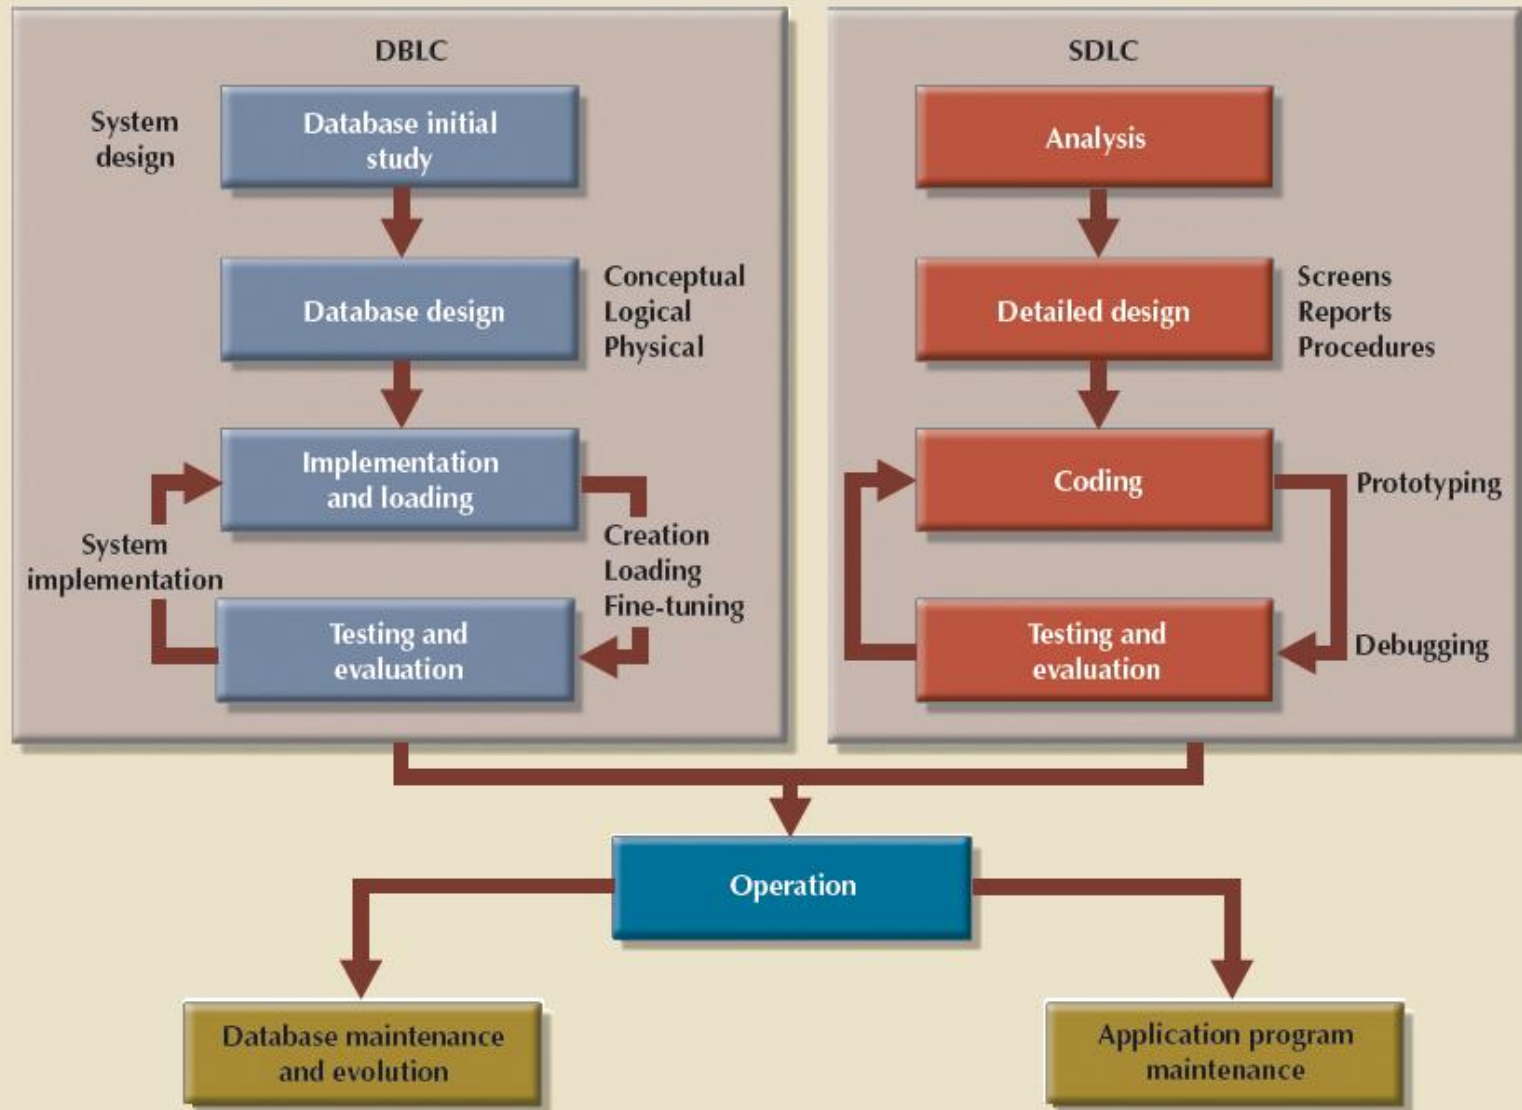 DBLC
System
design
Database initial
study
Database design
Conceptual
Logical
Physical
Implementation
and loading
System
implementation
Creation
Loading
Fine-tuning
Testing and
evaluation
SDLC
Analysis
Detailed design
Screens
Reports
Procedures
Coding
Prototyping
Testing and
evaluation
Debugging
Operation
Database maintenance
and evolution
Application program
maintenance